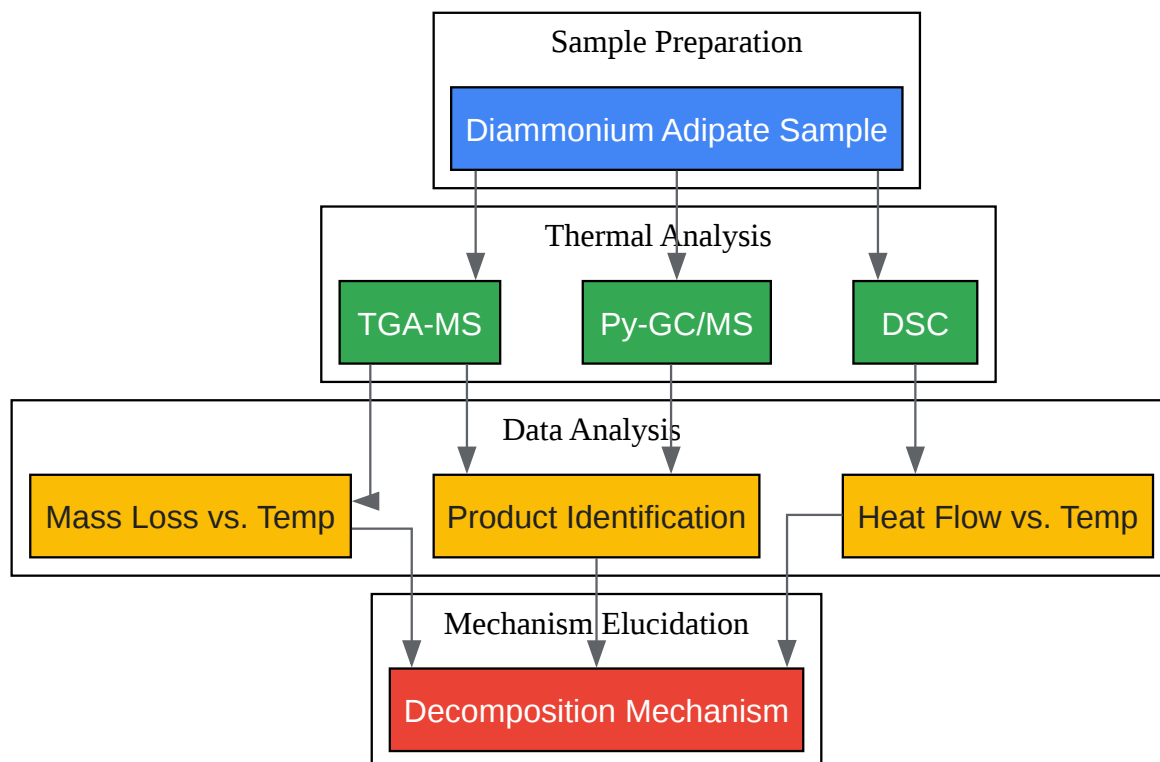 Sample Preparation
Diammonium Adipate Sample
Thermal Analysis
TGA-MS
Py-GC/MS
DSC
Data Analysis
Mass Loss vs. Temp
Product Identification
Heat Flow vs. Temp
Mechanism Elucidation
Decomposition Mechanism